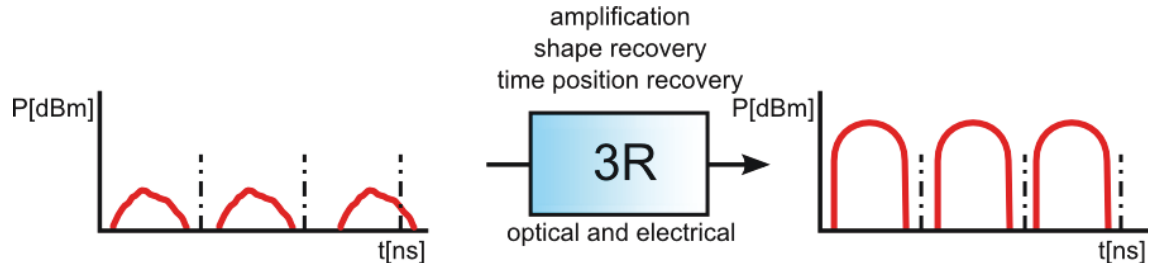 amplification
shape recovery
time position recovery
P[dBm]
t[ns]
3R
optical and electrical
P[dBm]
t[ns]